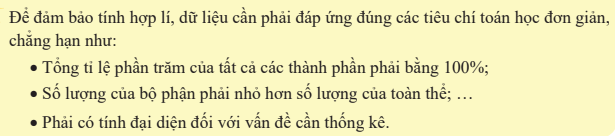 Để đảm bảo tính hợp lí, dữ liệu cần phải đáp ứng đúng các tiêu chí toán học đơn giản,
chẳng hạn như:
• Tổng tỉ lệ phần trăm của tất cả các thành phần phải bằng 100%;
• Số lượng của bộ phận phải nhỏ hơn số lượng của toàn thể; …
• Phải có tính đại diện đối với vấn đề cần thống kê.